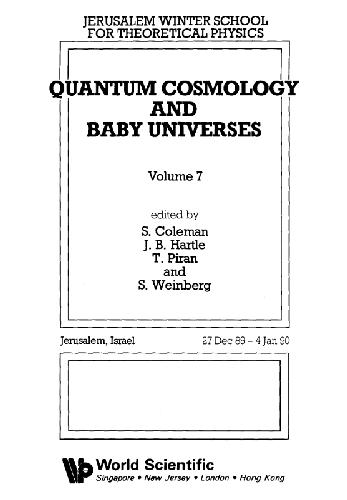 JERUSALEM WINTER SCHOOL
FOR THEORETICAL PHYSICS
QUANTUM COSMOLOGY
AND
BABY UNIVERSES
Volume 7
edited by
S. Coleman
J. B. Hartle
T. Piran
and
S. Weinberg
Jerusalem, Israel 27 Dec 89 – 4 Jan 90
World Scientific
Singapore • New Jersey • London • Hong Kong